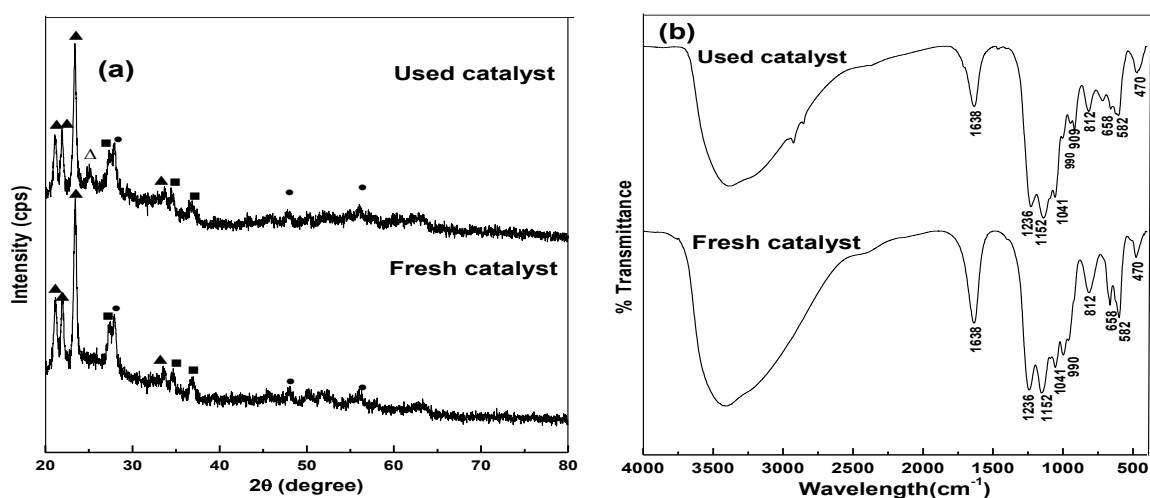 (a)
Used catalyst
Fresh catalyst
Intensity (cps)
20 30 40 50 60 70 80
2θ (degree)
(b)
Used catalyst
1638
1236
1152
1041
990
909
812
658
582
470
Fresh catalyst
1638
1236
1152
1041
990
812
658
582
470
% Transmittance
4000 3500 3000 2500 2000 1500 1000 500
Wavelength(cm⁻¹)